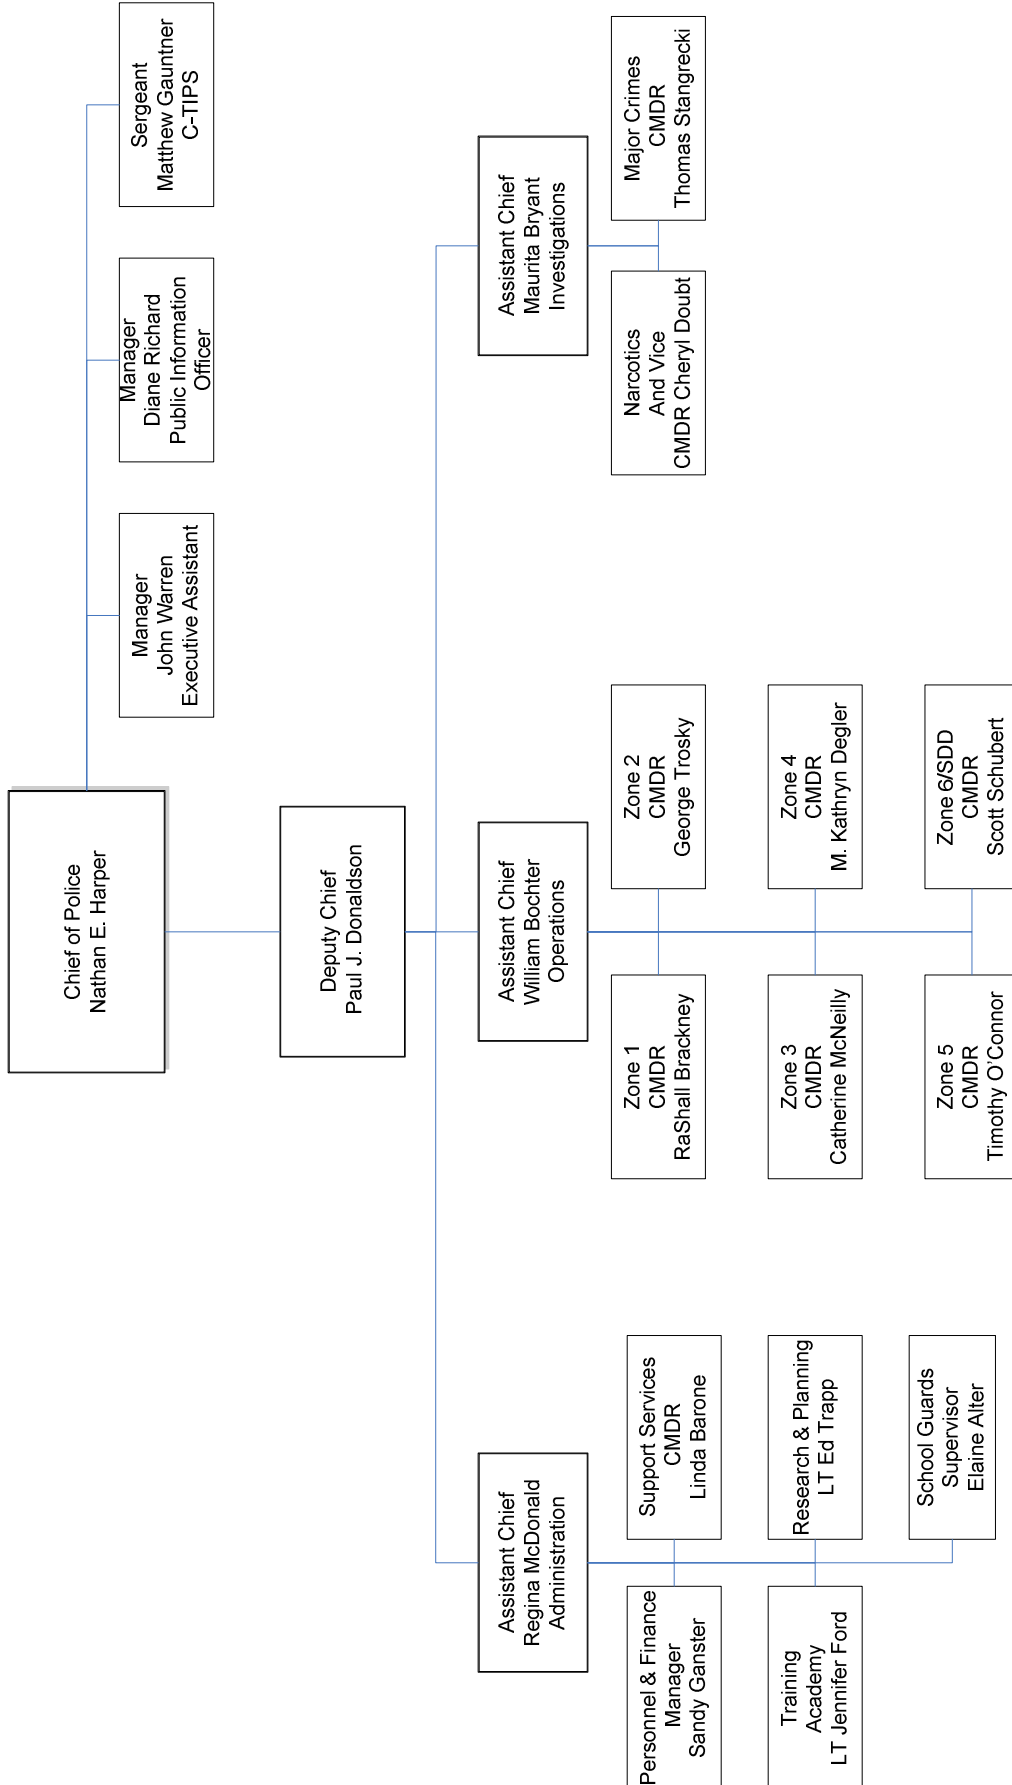 Chief of Police
Nathan E. Harper
Manager
John Warren
Executive Assistant
Manager
Diane Richard
Public Information
Officer
Sergeant
Matthew Gauntner
C-TIPS
Deputy Chief
Paul J. Donaldson
Assistant Chief
Regina McDonald
Administration
Assistant Chief
William Bochter
Operations
Assistant Chief
Maurita Bryant
Investigations
Personnel & Finance
Manager
Sandy Ganster
Support Services
CMDR
Linda Barone
Training
Academy
LT Jennifer Ford
Research & Planning
LT Ed Trapp
School Guards
Supervisor
Elaine Alter
Zone 1
CMDR
RaShall Brackney
Zone 2
CMDR
George Trosky
Zone 3
CMDR
Catherine McNeilly
Zone 4
CMDR
M. Kathryn Degler
Zone 5
CMDR
Timothy O'Connor
Zone 6/SDD
CMDR
Scott Schubert
Narcotics
And Vice
CMDR Cheryl Doubt
Major Crimes
CMDR
Thomas Stangrecki